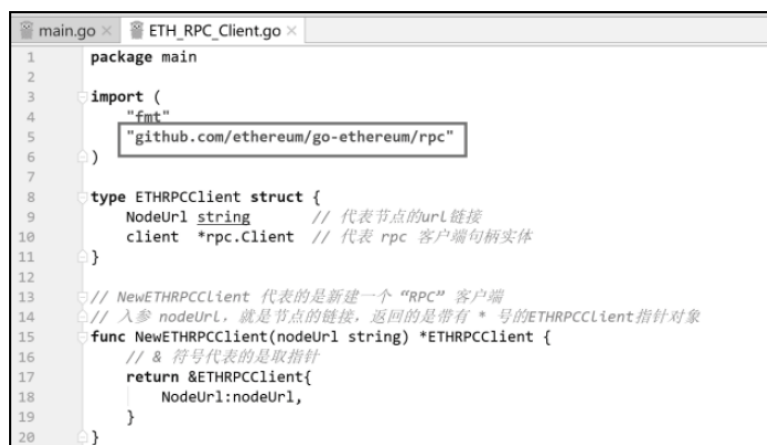 main.go × ETH_RPC_Client.go ×
1 package main
2
3 import (
4 "fmt"
5 "github.com/ethereum/go-ethereum/rpc"
6 )
7
8 type ETHRPCClient struct {
9 NodeUrl string // 代表节点的url链接
10 client *rpc.Client // 代表 rpc 客户端句柄实体
11 }
12
13 // NewETHRPCClient 代表的是新建一个 “RPC” 客户端
14 // 入参 nodeUrl，就是节点的链接，返回的是带有 * 号的ETHRPCClient指针对象
15 func NewETHRPCClient(nodeUrl string) *ETHRPCClient {
16 // & 符号代表的是取指针
17 return &ETHRPCClient{
18 NodeUrl:nodeUrl,
19 }
20 }